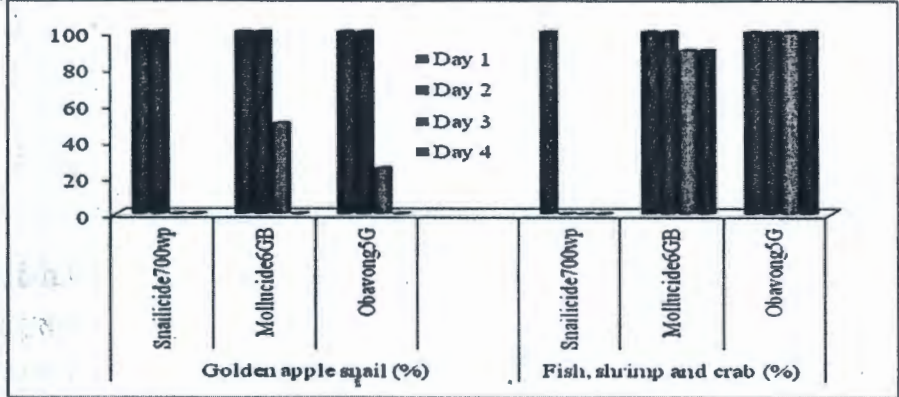 100
80
60
40
20
0
Day 1
Day 2
Day 3
Day 4
Snailicide700wp
Mollucide6GB
Obavong5G
Snailicide700wp
Mollucide6GB
Obavong5G
Golden apple snail (%)
Fish, shrimp and crab (%)